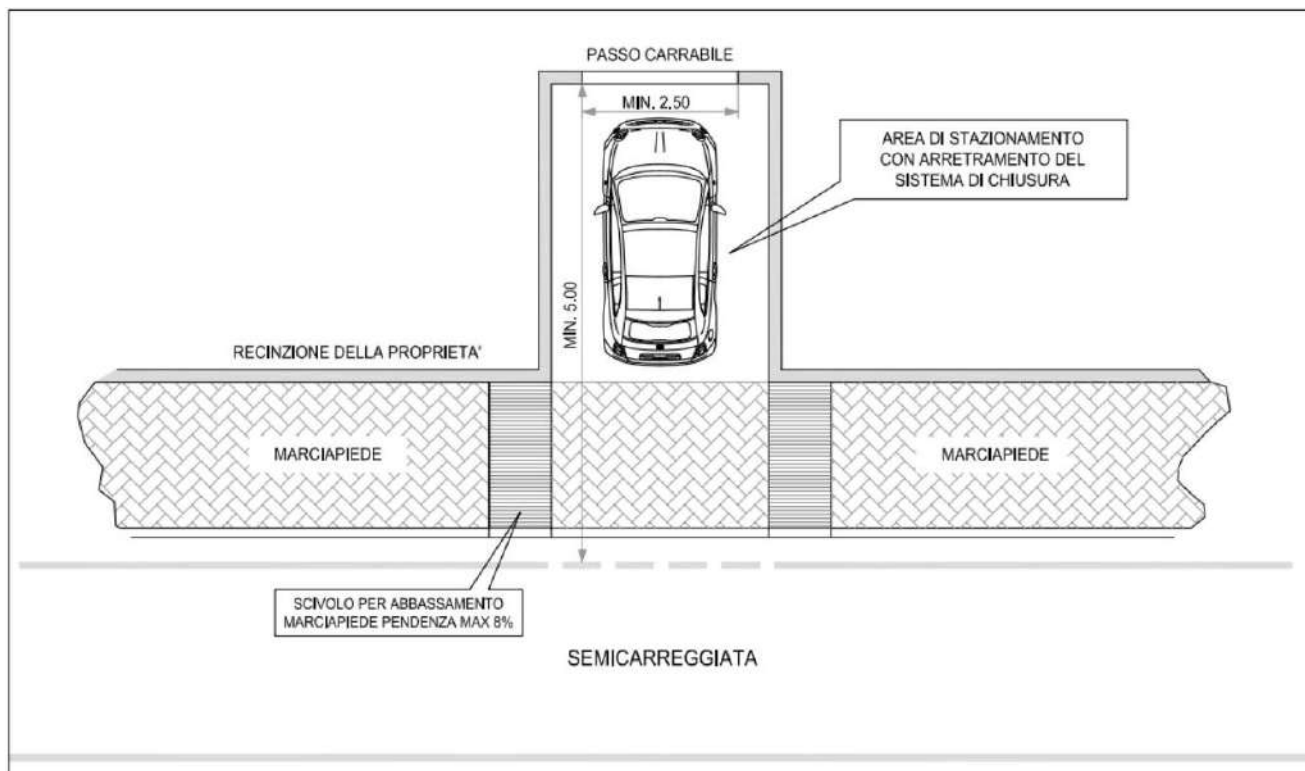 PASSO CARRABILE
MIN. 2.50
AREA DI STAZIONAMENTO
CON ARRETRAMENTO DEL
SISTEMA DI CHIUSURA
MIN. 5.00
RECINZIONE DELLA PROPRIETA'
MARCIAPIEDE
MARCIAPIEDE
SCIVOLO PER ABBASSAMENTO
MARCIAPIEDE PENDENZA MAX 8%
SEMICARREGGIATA